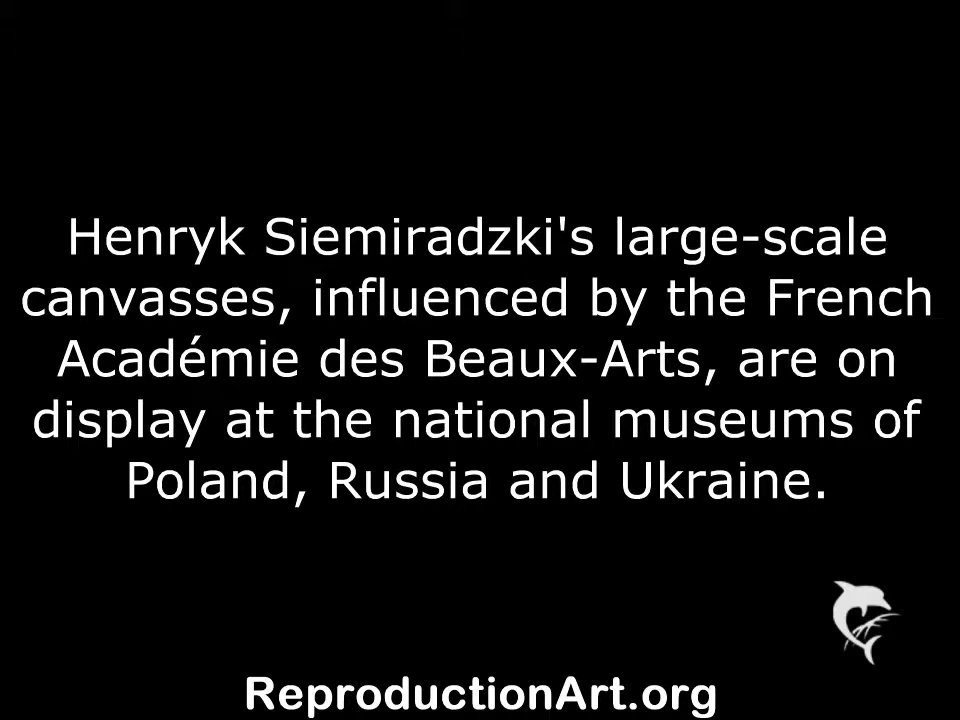 Henryk Siemiradzki's large-scale
canvasses, influenced by the French
Académie des Beaux-Arts, are on
display at the national museums of
Poland, Russia and Ukraine.
ReproductionArt.org